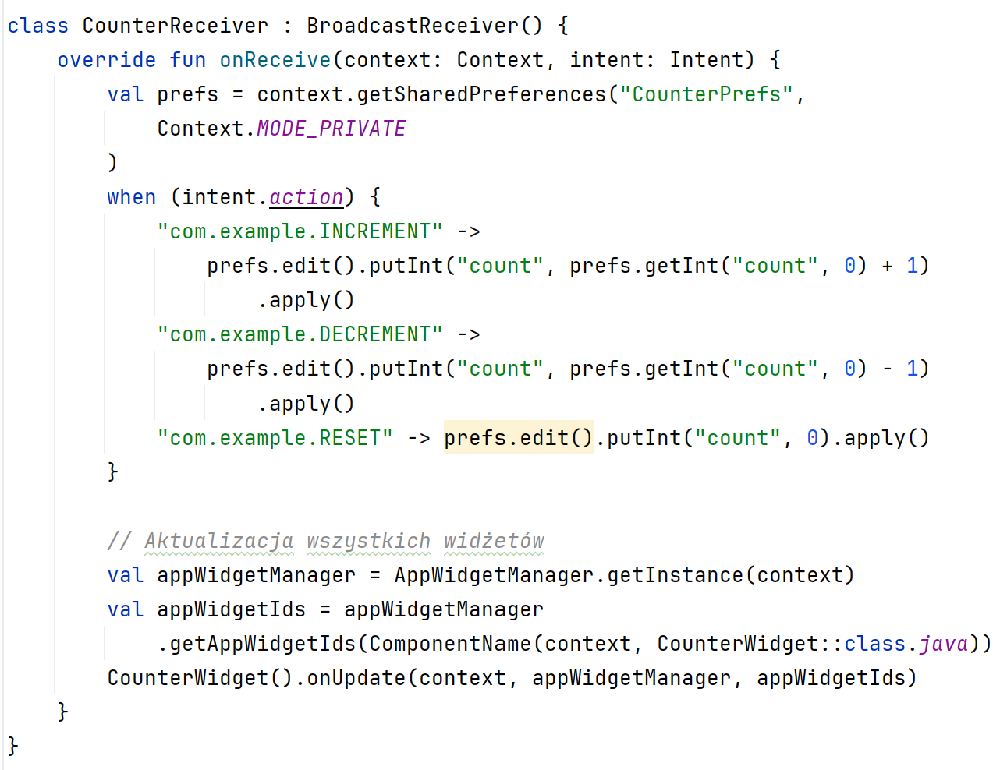 class CounterReceiver : BroadcastReceiver() {
    override fun onReceive(context: Context, intent: Intent) {
        val prefs = context.getSharedPreferences("CounterPrefs",
            Context.MODE_PRIVATE
        )
        when (intent.action) {
            "com.example.INCREMENT" ->
                prefs.edit().putInt("count", prefs.getInt("count", 0) + 1)
                    .apply()
            "com.example.DECREMENT" ->
                prefs.edit().putInt("count", prefs.getInt("count", 0) - 1)
                    .apply()
            "com.example.RESET" -> prefs.edit().putInt("count", 0).apply()
        }

        // Aktualizacja wszystkich widżetów
        val appWidgetManager = AppWidgetManager.getInstance(context)
        val appWidgetIds = appWidgetManager
            .getAppWidgetIds(ComponentName(context, CounterWidget::class.java))
        CounterWidget().onUpdate(context, appWidgetManager, appWidgetIds)
    }
}